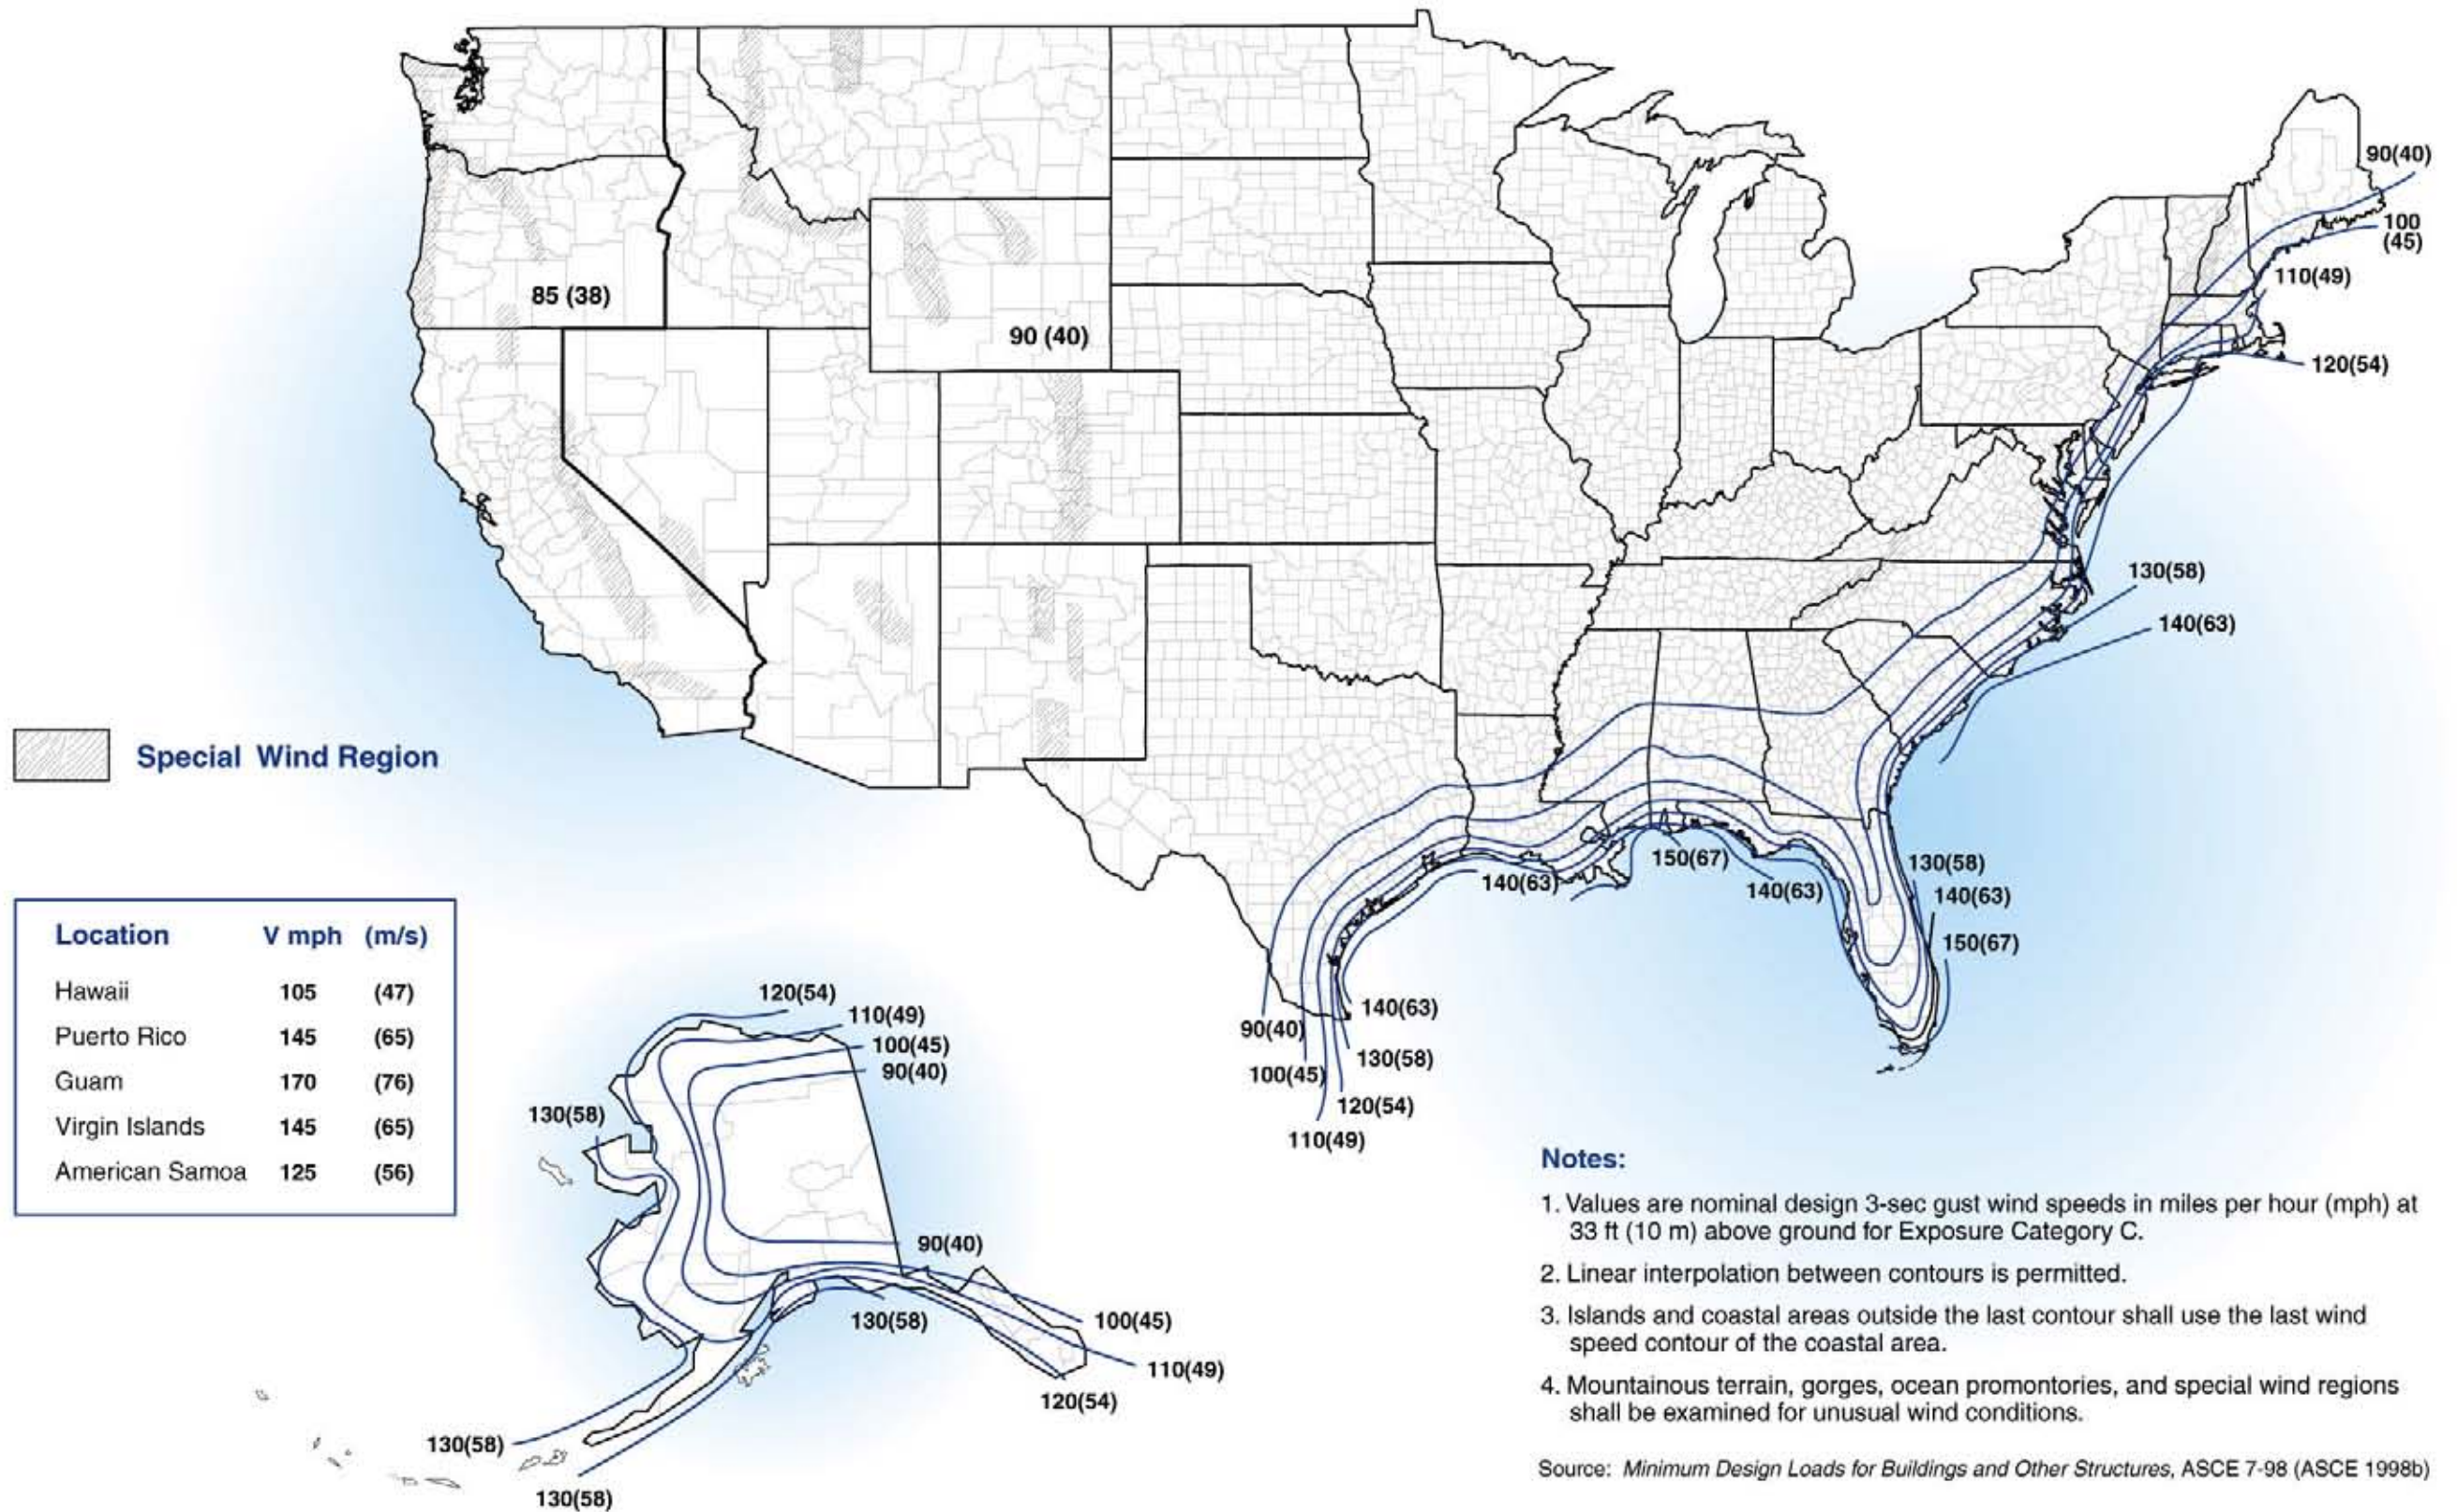 90(40)
100
(45)
110(49)
85 (38)
90 (40)
120(54)
130(58)
140(63)
Special Wind Region
150(67)
140(63)
140(63)
130(58)
140(63)
150(67)
Location V mph (m/s)
Hawaii 105 (47)
Puerto Rico 145 (65)
Guam 170 (76)
Virgin Islands 145 (65)
American Samoa 125 (56)
120(54)
110(49)
100(45)
90(40)
130(58)
90(40)
130(58)
100(45)
110(49)
120(54)
130(58)
130(58)
140(63)
90(40)
130(58)
100(45)
120(54)
110(49)
Notes:
1. Values are nominal design 3-sec gust wind speeds in miles per hour (mph) at
33 ft (10 m) above ground for Exposure Category C.
2. Linear interpolation between contours is permitted.
3. Islands and coastal areas outside the last contour shall use the last wind
speed contour of the coastal area.
4. Mountainous terrain, gorges, ocean promontories, and special wind regions
shall be examined for unusual wind conditions.
Source: Minimum Design Loads for Buildings and Other Structures, ASCE 7-98 (ASCE 1998b)